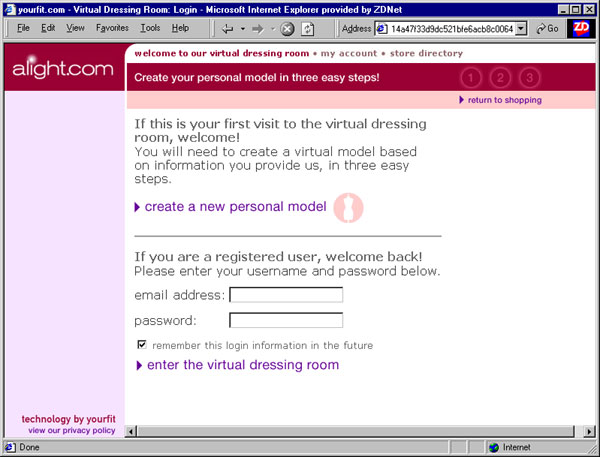 yourfit.com - Virtual Dressing Room: Login - Microsoft Internet Explorer provided by ZDNet
File Edit View Favorites Tools Help
Address 14a47f33d9dc521bfe6acb8c0064
Go
ZD
alight.com
welcome to our virtual dressing room • my account • store directory
Create your personal model in three easy steps!
1 2 3
return to shopping
If this is your first visit to the virtual dressing
room, welcome!
You will need to create a virtual model based
on information you provide us, in three easy
steps.
create a new personal model
If you are a registered user, welcome back!
Please enter your username and password below.
email address:
password:
remember this login information in the future
enter the virtual dressing room
technology by yourfit
view our privacy policy
Done
Internet